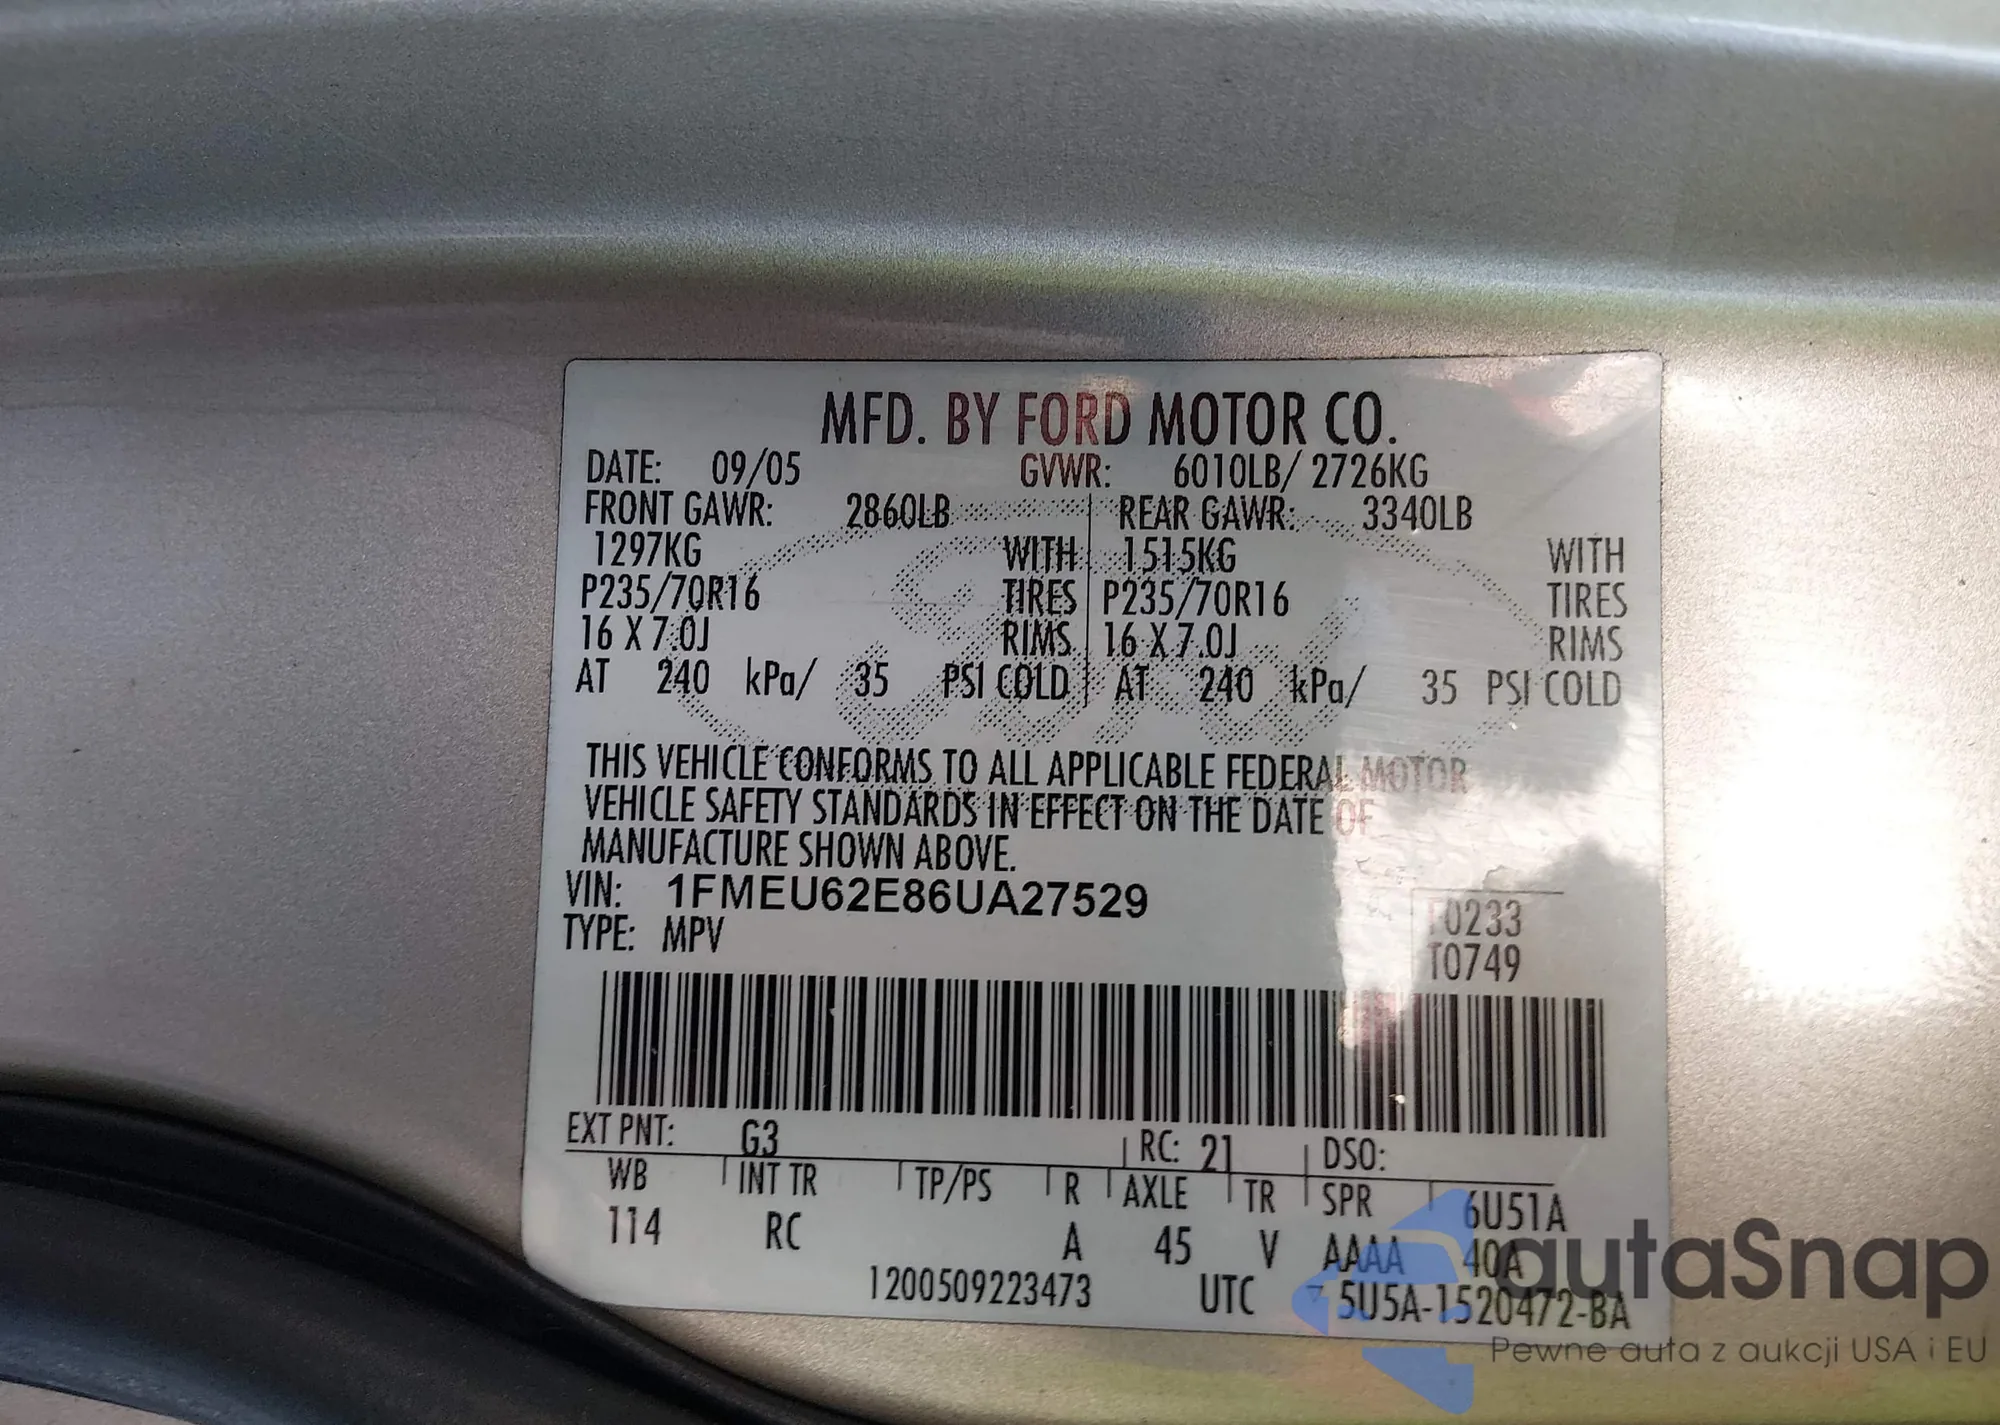 MFD. BY FORD MOTOR CO.
DATE: 09/05 GVWR: 6010LB/ 2726KG
FRONT GAWR: 2860LB REAR GAWR: 3340LB
1297KG WITH 1515KG WITH
P235/70R16 TIRES P235/70R16 TIRES
16 X 7.0J RIMS 16 X 7.0J RIMS
AT 240 kPa/ 35 PSI COLD AT 240 kPa/ 35 PSI COLD
THIS VEHICLE CONFORMS TO ALL APPLICABLE FEDERAL MOTOR
VEHICLE SAFETY STANDARDS IN EFFECT ON THE DATE OF
MANUFACTURE SHOWN ABOVE.
VIN: 1FMEU62E86UA27529
TYPE: MPV
F0233
T0749
EXT PNT: G3 RC: 21 DSO:
WB INT TR TP/PS R AXLE TR SPR 6U51A
114 RC A 45 V AAAA 40A
1200509223473 UTC 5U5A-1520472-BA
autaSnap
Pewne auta z aukcji USA i EU